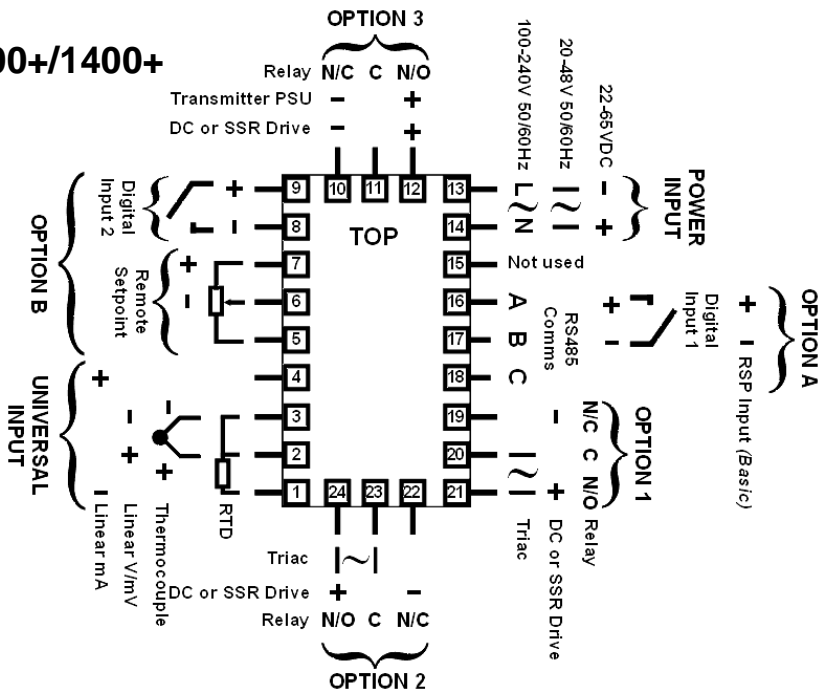 OPTION 3
00+/1400+
Relay N/C C N/O
Transmitter PSU - +
DC or SSR Drive - +
100-240V 50/60Hz
20-48V 50/60Hz
22-65VDC
L N
- +
POWER INPUT
9 10 11 12 13
8 TOP 14
7 15 Not used
6 16 A
5 17 B
4 18 C
3 19
2 20
1 24 23 22 21
Digital Input 2
+ -
OPTION B
Remote Setpoint
+ -
UNIVERSAL INPUT
+ - Linear mA
- + Linear V/mV
- + Thermocouple
RTD
RS485 Comms
+ -
Digital Input 1
+ - RSP Input (Basic)
OPTION A
OPTION 1
N/C C N/O Relay
- + DC or SSR Drive
Triac
Triac
DC or SSR Drive + -
Relay N/O C N/C
OPTION 2